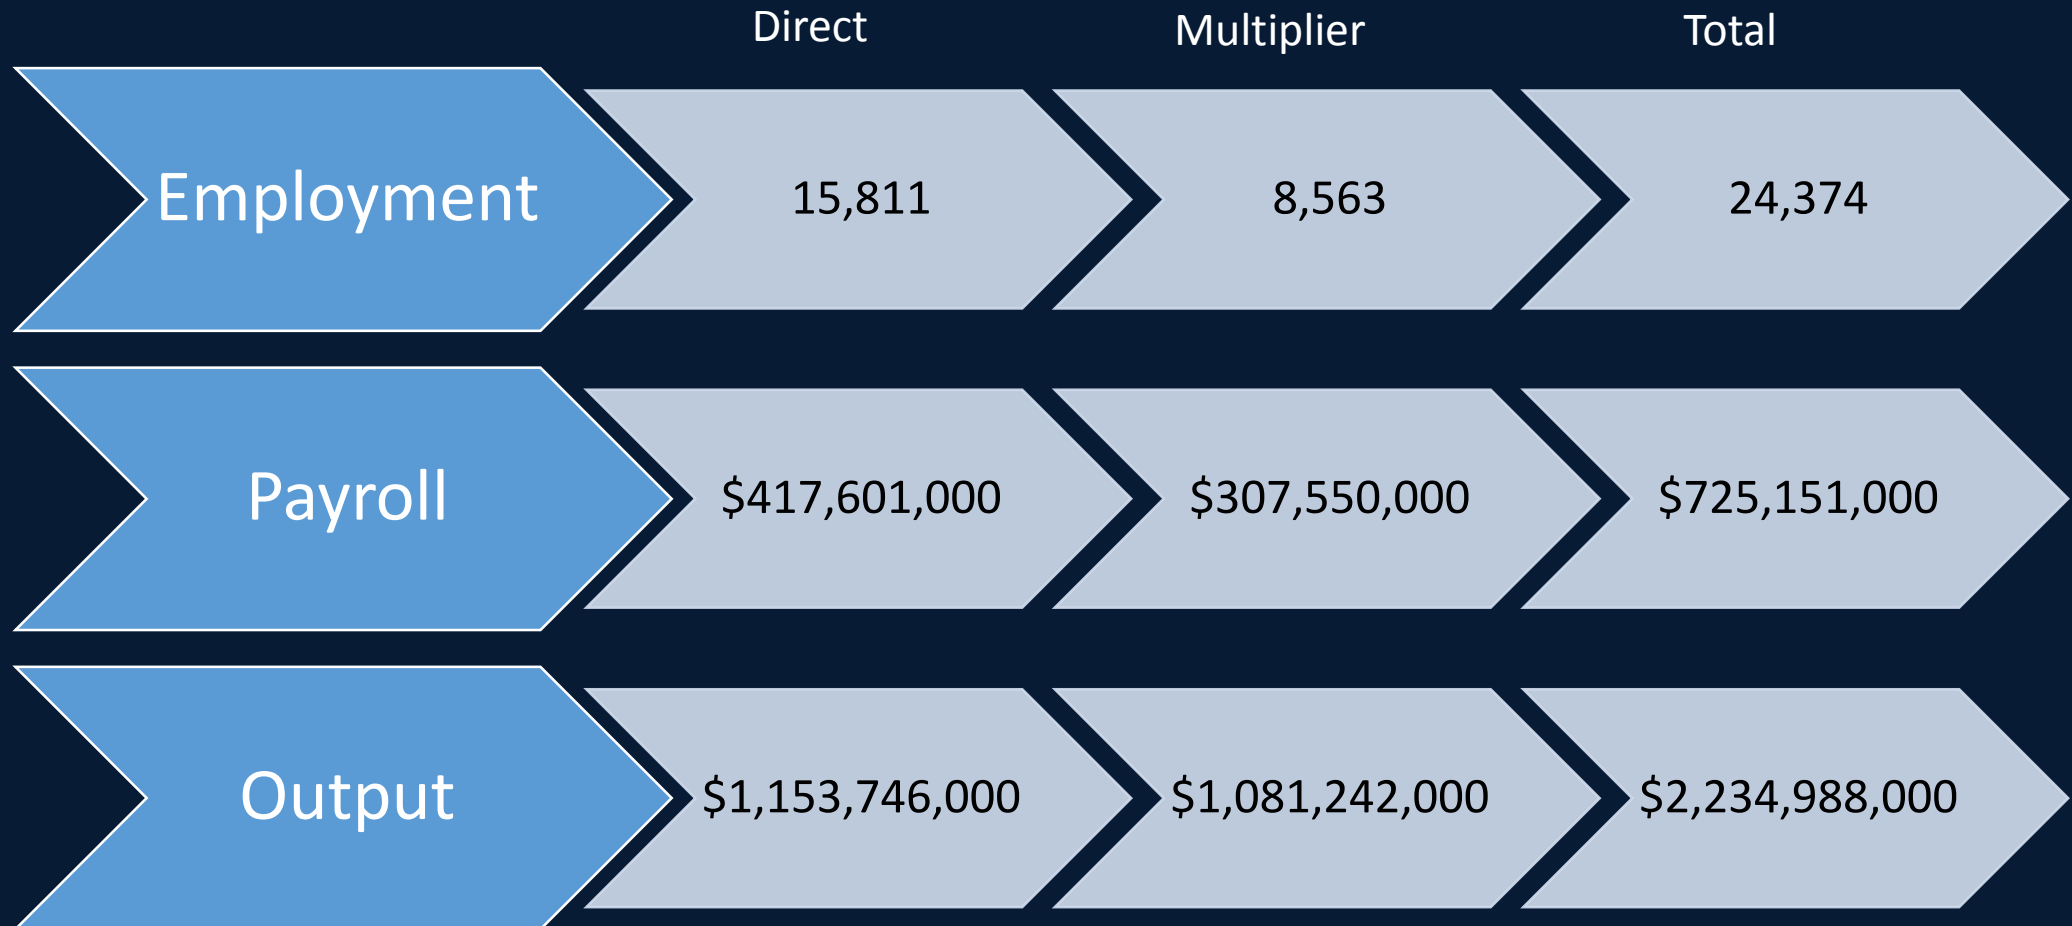 Direct Multiplier Total
Employment 15,811 8,563 24,374
Payroll $417,601,000 $307,550,000 $725,151,000
Output $1,153,746,000 $1,081,242,000 $2,234,988,000